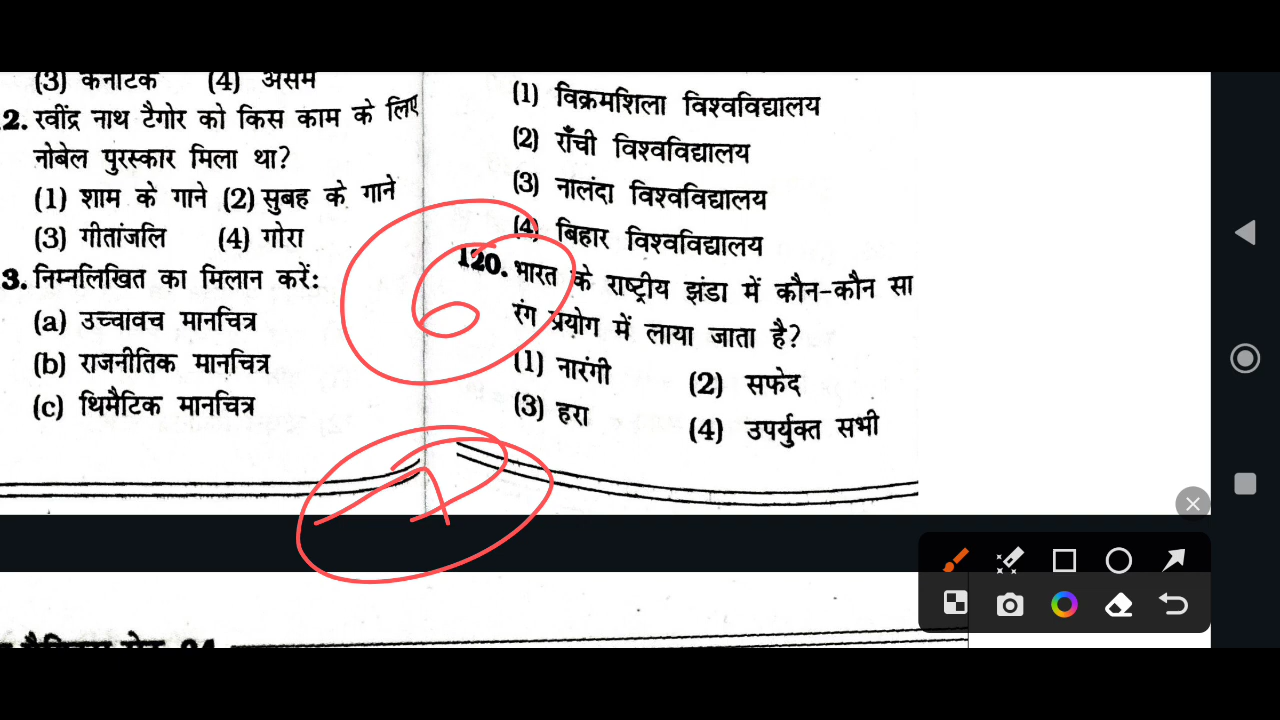 (3) कर्नाटक (4) असम
2. रवींद्र नाथ टैगोर को किस काम के लिए
नोबेल पुरस्कार मिला था?
(1) शाम के गाने (2) सुबह के गाने
(3) गीतांजलि (4) गोरा
3. निम्नलिखित का मिलान करें:
(a) उच्चावच मानचित्र
(b) राजनीतिक मानचित्र
(c) थिमैटिक मानचित्र
(1) विक्रमशिला विश्वविद्यालय
(2) राँची विश्वविद्यालय
(3) नालंदा विश्वविद्यालय
(4) बिहार विश्वविद्यालय
120. भारत के राष्ट्रीय झंडा में कौन-कौन सा
रंग प्रयोग में लाया जाता है?
(1) नारंगी (2) सफेद
(3) हरा (4) उपर्युक्त सभी
6